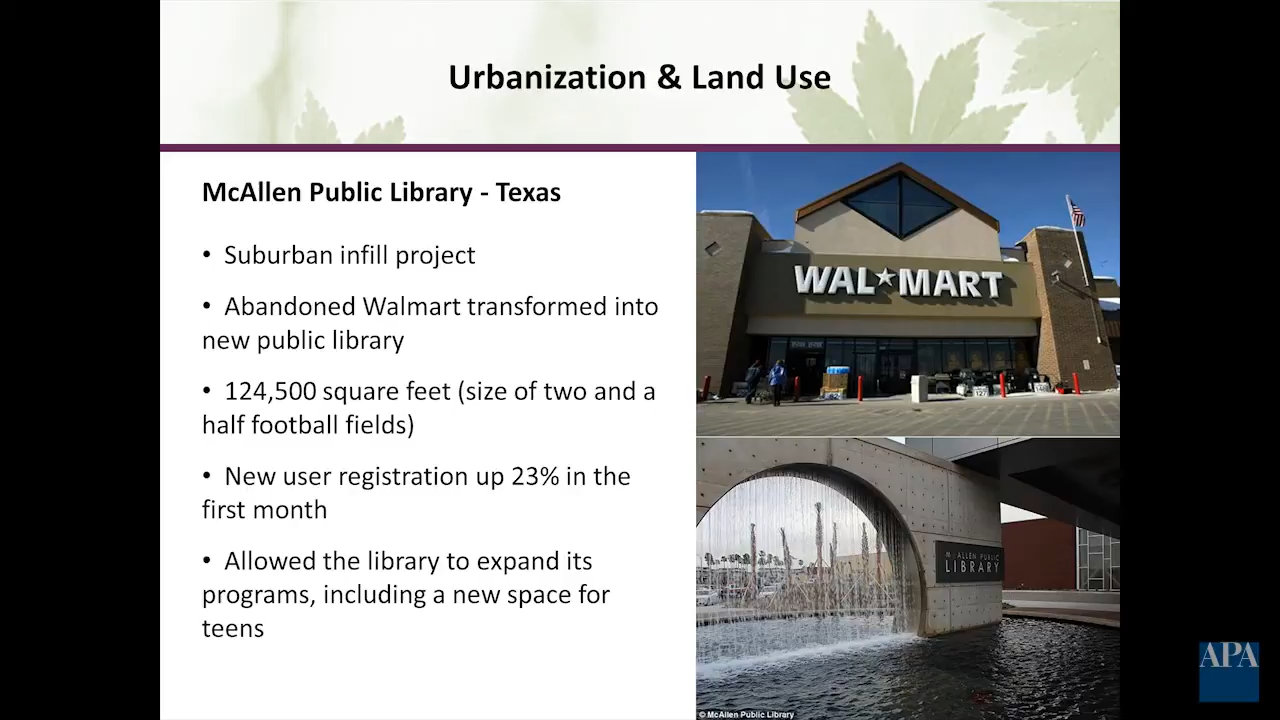 Urbanization & Land Use
McAllen Public Library - Texas
• Suburban infill project
• Abandoned Walmart transformed into
new public library
• 124,500 square feet (size of two and a
half football fields)
• New user registration up 23% in the
first month
• Allowed the library to expand its
programs, including a new space for
teens
WAL★MART
MCALLEN PUBLIC
LIBRARY
© McAllen Public Library
APA